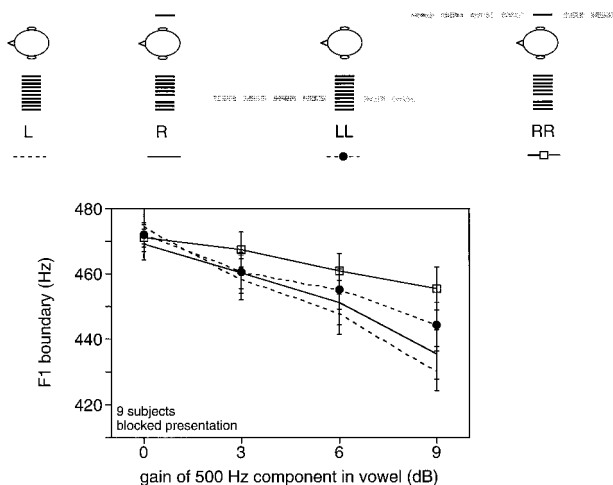 L R LL RR
480
460
440
420
F1 boundary (Hz)
9 subjects
blocked presentation
0 3 6 9
gain of 500 Hz component in vowel (dB)